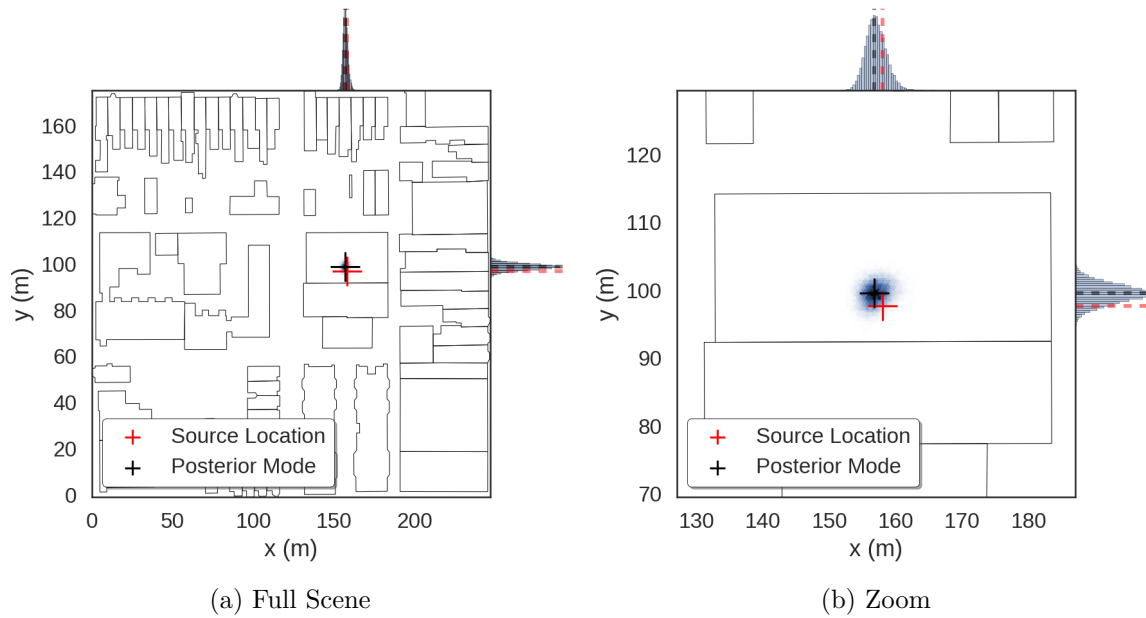 160
140
120
100
80
60
40
20
0
y (m)
0 50 100 150 200
x (m)
Source Location
Posterior Mode
(a) Full Scene
120
110
100
90
80
70
y (m)
130 140 150 160 170 180
x (m)
Source Location
Posterior Mode
(b) Zoom